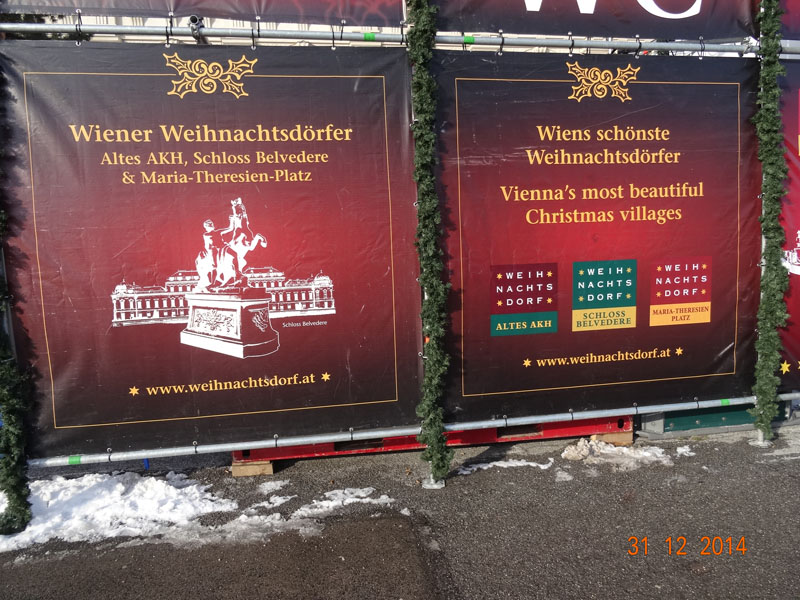 WC
Wiener Weihnachtsdörfer
Altes AKH, Schloss Belvedere
& Maria-Theresien-Platz
Schloss Belvedere
www.weihnachtsdorf.at
Wiens schönste
Weihnachtsdörfer
Vienna's most beautiful
Christmas villages
WEIH
NACHTS
DORF
ALTES AKH
WEIH
NACHTS
DORF
SCHLOSS
BELVEDERE
WEIH
NACHTS
DORF
MARIA-THERESIEN
PLATZ
www.weihnachtsdorf.at
31 12 2014